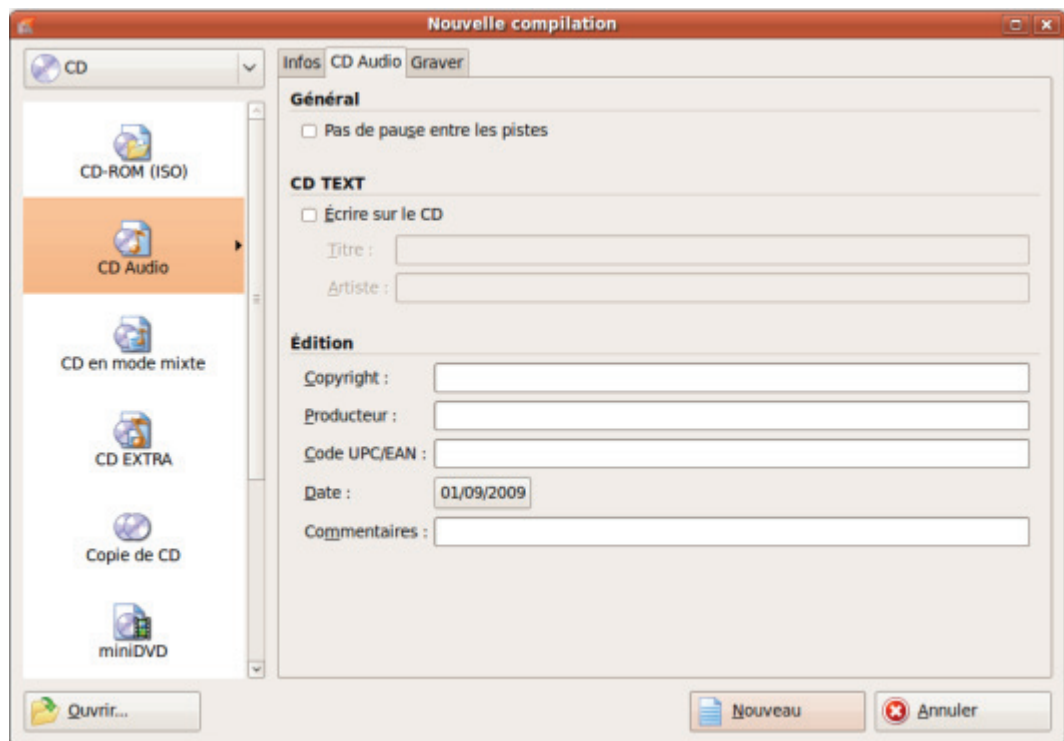 Nouvelle compilation
CD
CD-ROM (ISO)
CD Audio
CD en mode mixte
CD EXTRA
Copie de CD
miniDVD
Ouvrir...
Infos CD Audio Graver
Général
Pas de pause entre les pistes
CD TEXT
Écrire sur le CD
Titre :
Artiste :
Édition
Copyright :
Producteur :
Code UPC/EAN :
Date : 01/09/2009
Commentaires :
Nouveau Annuler